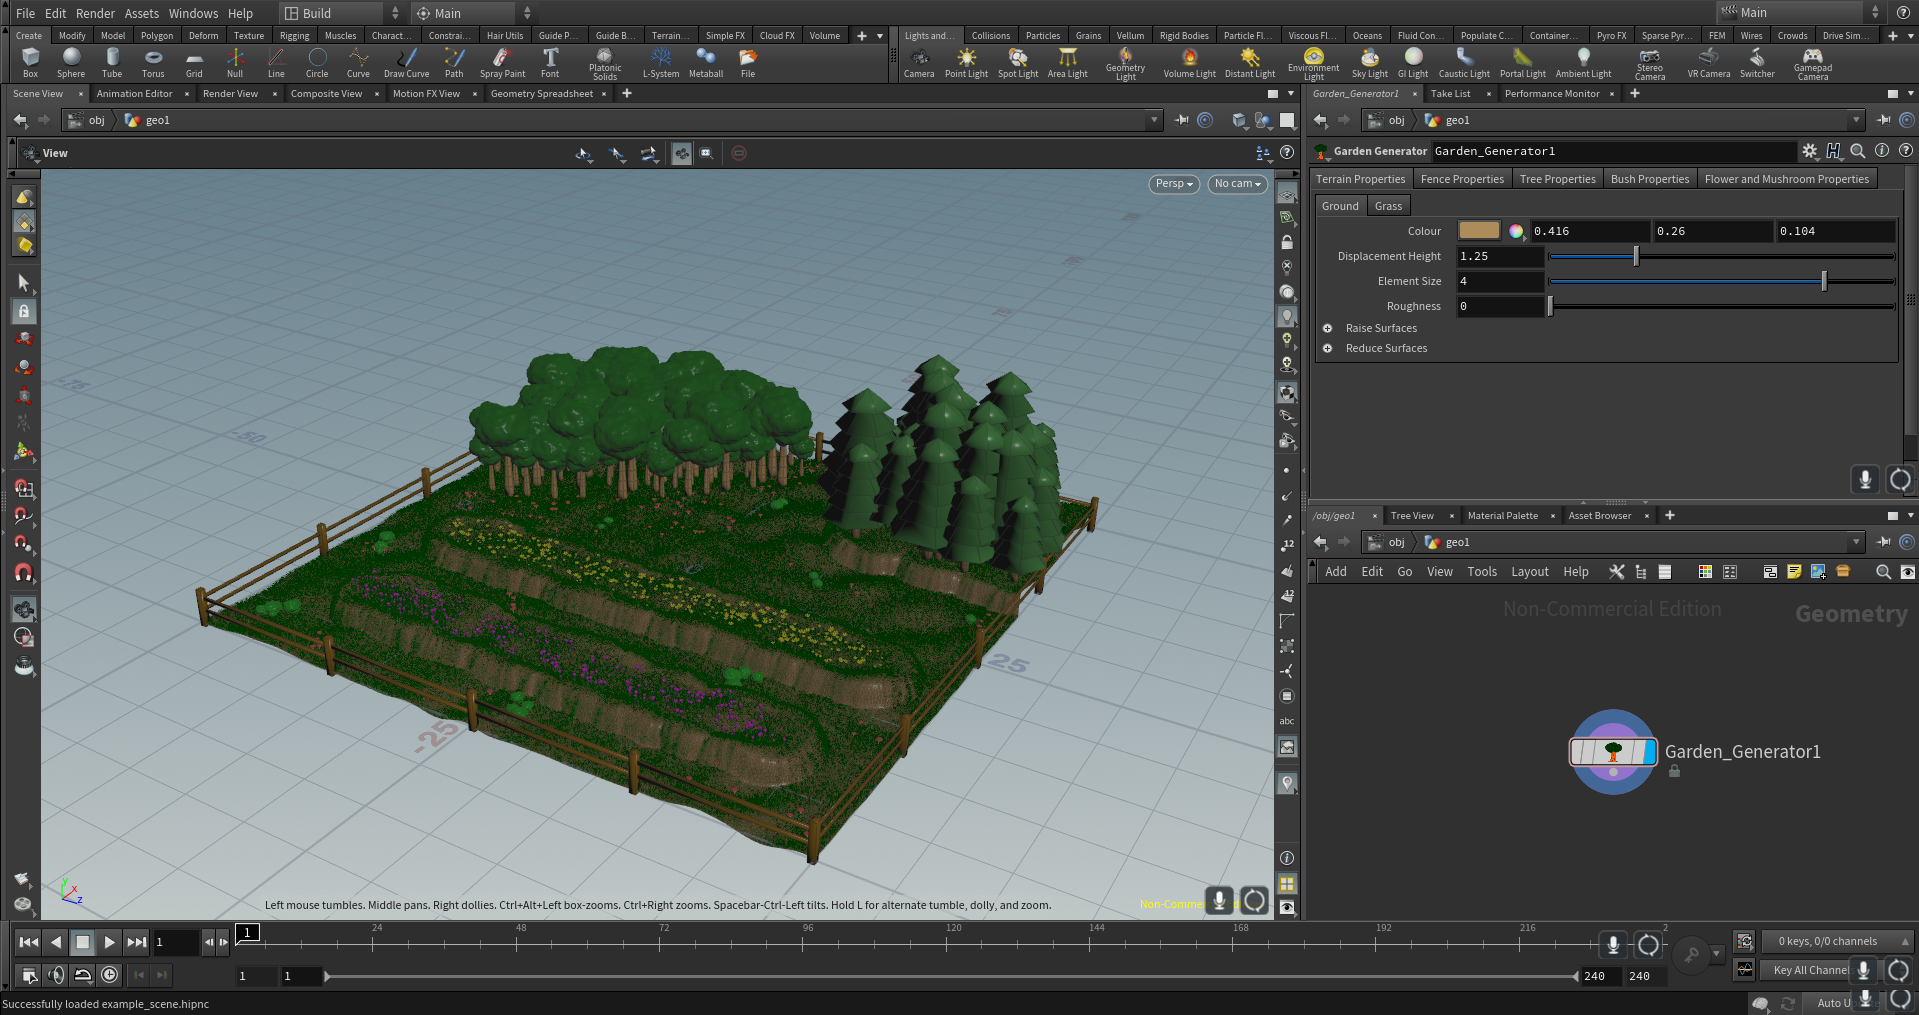 File Edit Render Assets Windows Help Build Main Main
Create Modify Model Polygon Deform Texture Rigging Muscles Charact... Constrai... Hair Utils Guide P... Guide B... Terrain... Simple FX Cloud FX Volume
Lights and... Collisions Particles Grains Vellum Rigid Bodies Particle Fl... Viscous Fl... Oceans Fluid Con... Populate C... Container... Pyro FX Sparse Pyr... FEM Wires Crowds Drive Sim...
Box Sphere Tube Torus Grid Null Line Circle Curve Draw Curve Path Spray Paint Font Platonic Solids L-System Metaball File
Camera Point Light Spot Light Area Light Geometry Light Volume Light Distant Light Environment Light Sky Light GI Light Caustic Light Portal Light Ambient Light Stereo Camera VR Camera Switcher Gamepad Camera
Scene View Animation Editor Render View Composite View Motion FX View Geometry Spreadsheet
obj geo1
View
Persp No cam
-75
-50
25
-25
12
12
abc
Left mouse tumbles. Middle pans. Right dollies. Ctrl+Alt+Left box-zooms. Ctrl+Right zooms. Spacebar-Ctrl-Left tilts. Hold L for alternate tumble, dolly, and zoom.
Non-Comme
y x z
Garden_Generator1 Take List Performance Monitor
obj geo1
Garden Generator Garden_Generator1
Terrain Properties Fence Properties Tree Properties Bush Properties Flower and Mushroom Properties
Ground Grass
Colour 0.416 0.26 0.104
Displacement Height 1.25
Element Size 4
Roughness 0
Raise Surfaces
Reduce Surfaces
/obj/geo1 Tree View Material Palette Asset Browser
obj geo1
Add Edit Go View Tools Layout Help
Non-Commercial Edition Geometry
Garden_Generator1
1 1 24 48 72 96 120 144 168 192 216 2
0 keys, 0/0 channels
1 1 240 240
Key All Channel
Successfully loaded example_scene.hipnc
Auto U